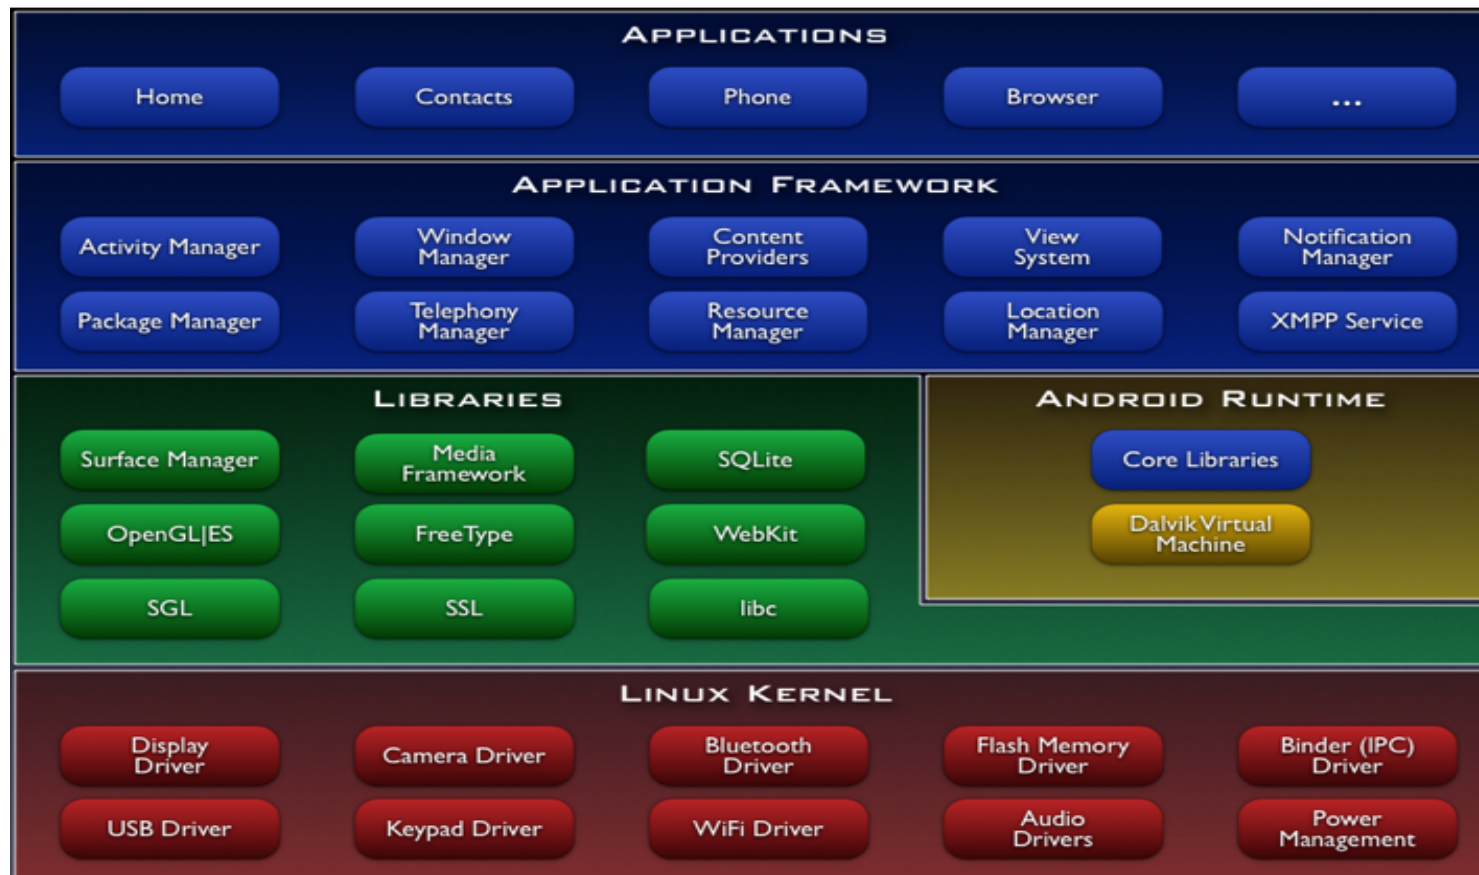 APPLICATIONS
Home
Contacts
Phone
Browser
...
APPLICATION FRAMEWORK
Activity Manager
Window
Manager
Content
Providers
View
System
Notification
Manager
Package Manager
Telephony
Manager
Resource
Manager
Location
Manager
XMPP Service
LIBRARIES
Surface Manager
Media
Framework
SQLite
OpenGL|ES
FreeType
WebKit
SGL
SSL
libc
ANDROID RUNTIME
Core Libraries
Dalvik Virtual
Machine
LINUX KERNEL
Display
Driver
Camera Driver
Bluetooth
Driver
Flash Memory
Driver
Binder (IPC)
Driver
USB Driver
Keypad Driver
WiFi Driver
Audio
Drivers
Power
Management